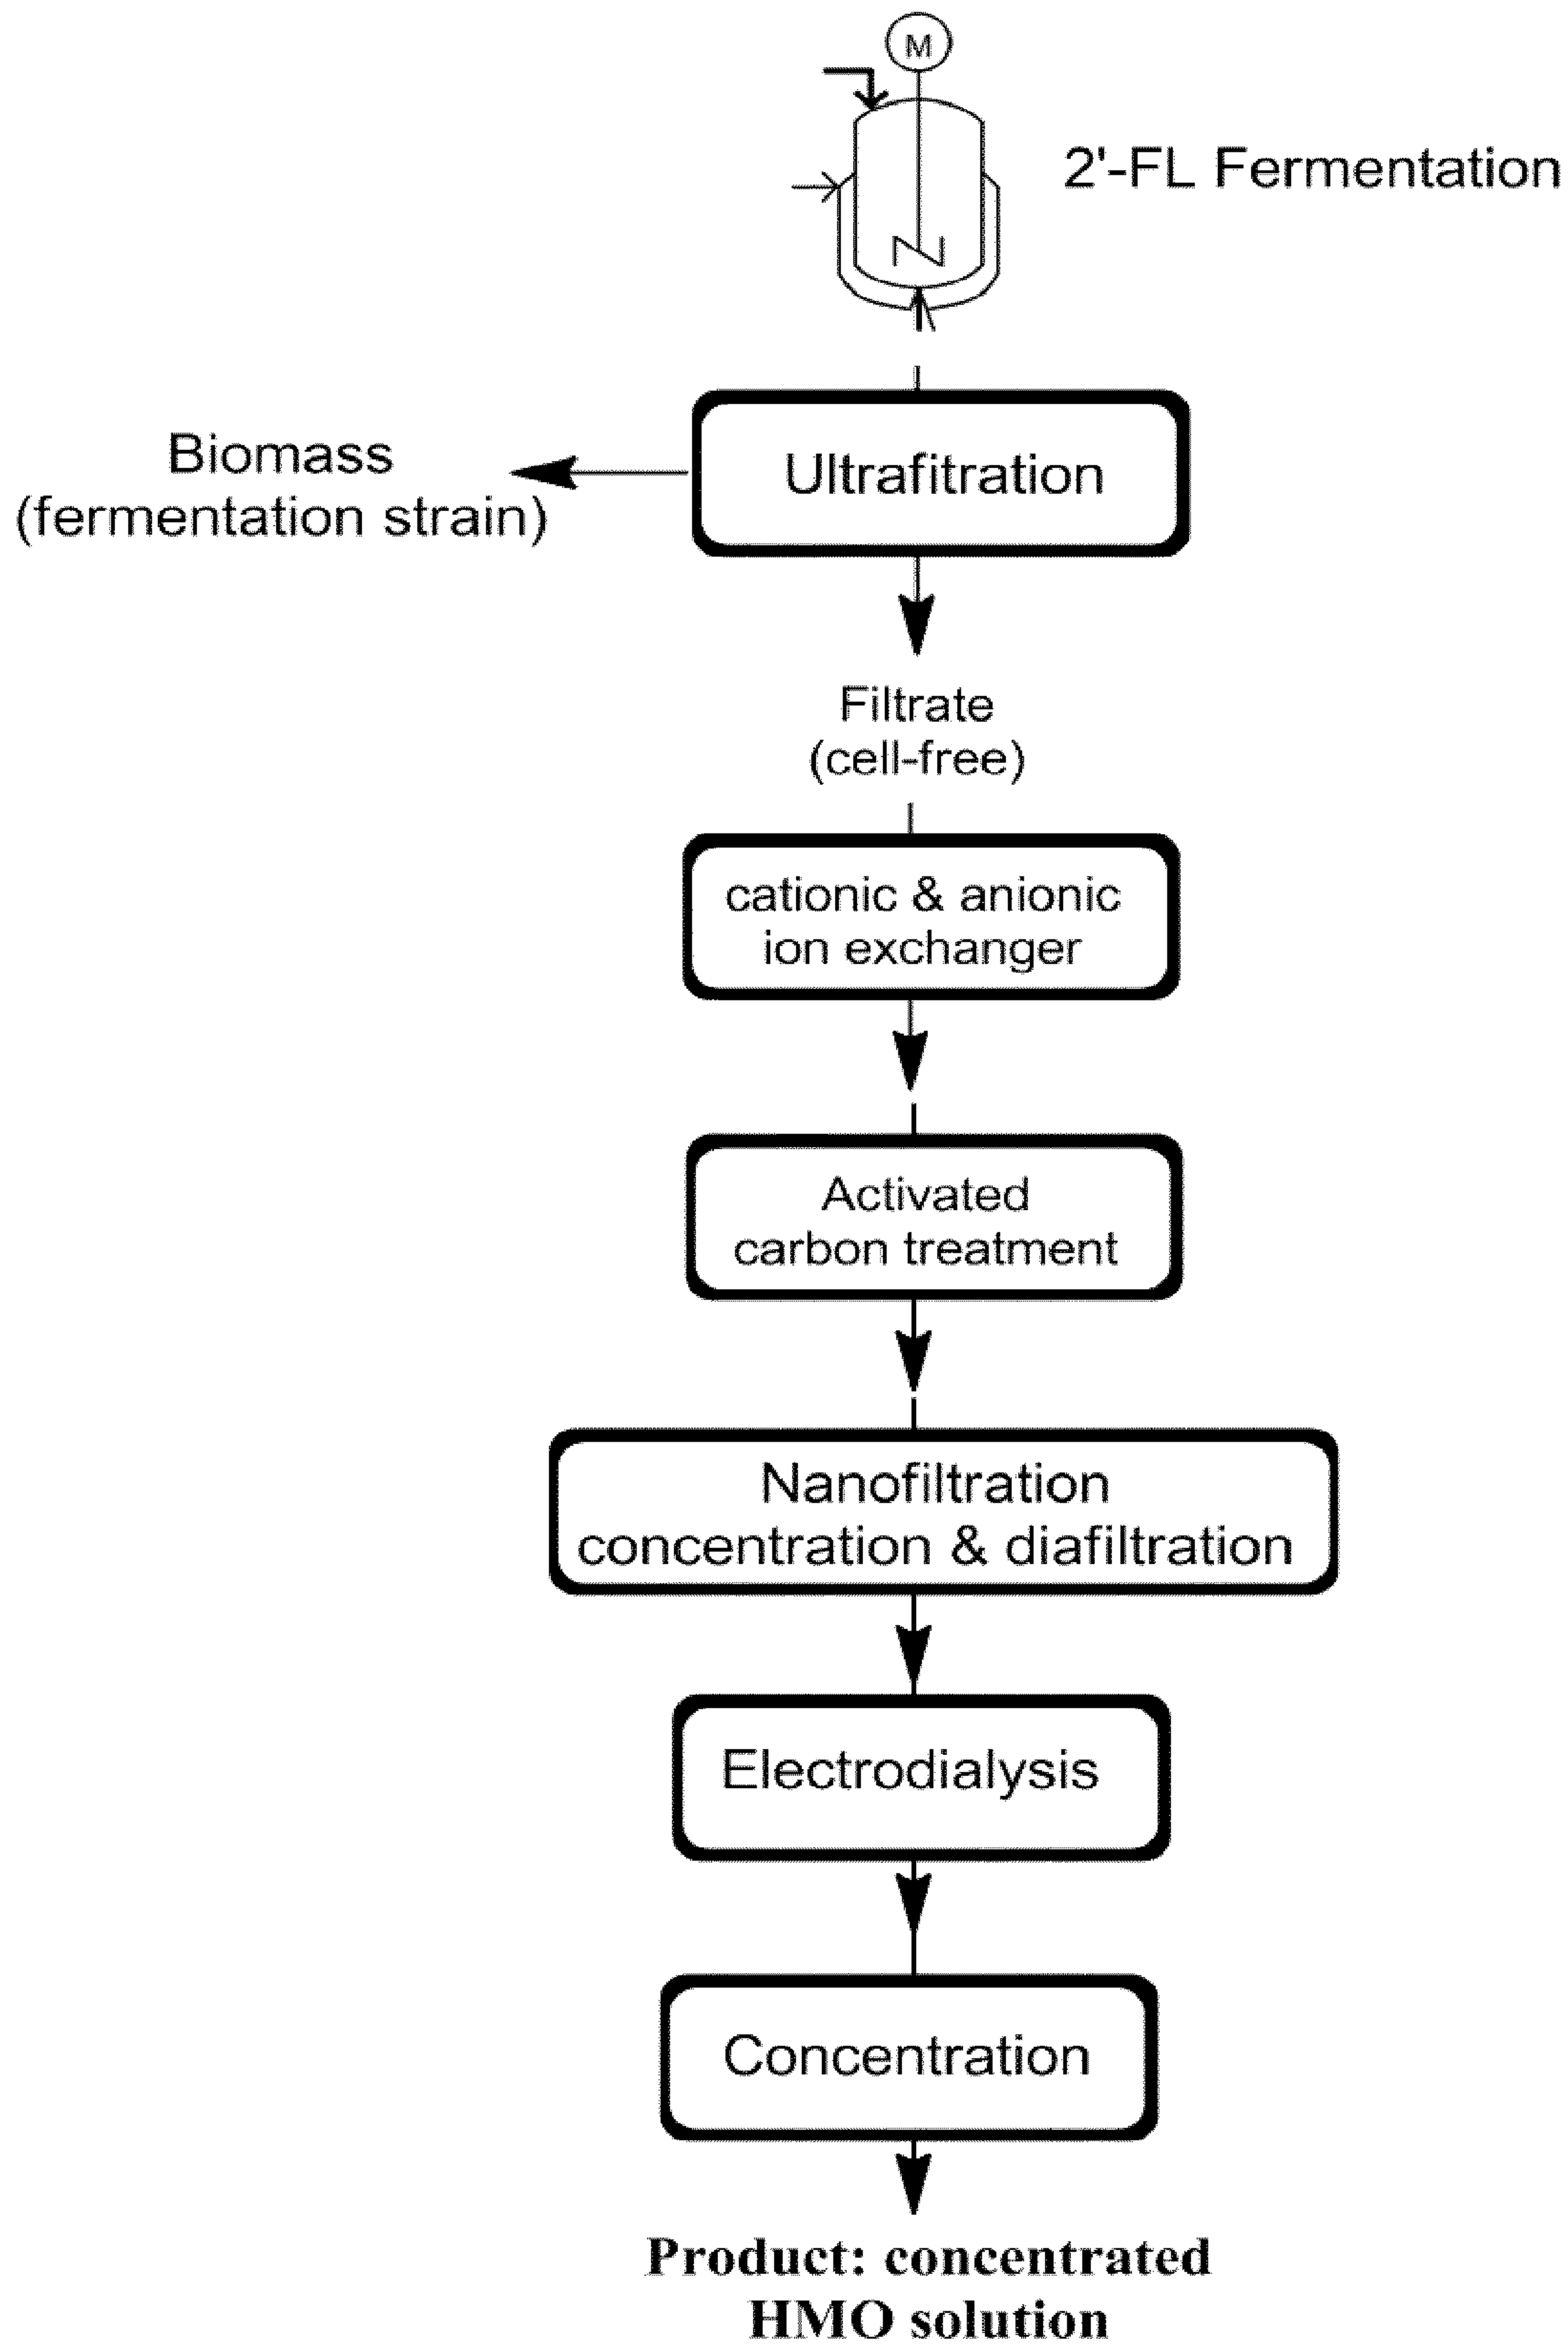 M
2'-FL Fermentation
Ultrafitration
Biomass
(fermentation strain)
Filtrate
(cell-free)
cationic & anionic
ion exchanger
Activated
carbon treatment
Nanofiltration
concentration & diafiltration
Electrodialysis
Concentration
Product: concentrated
HMO solution